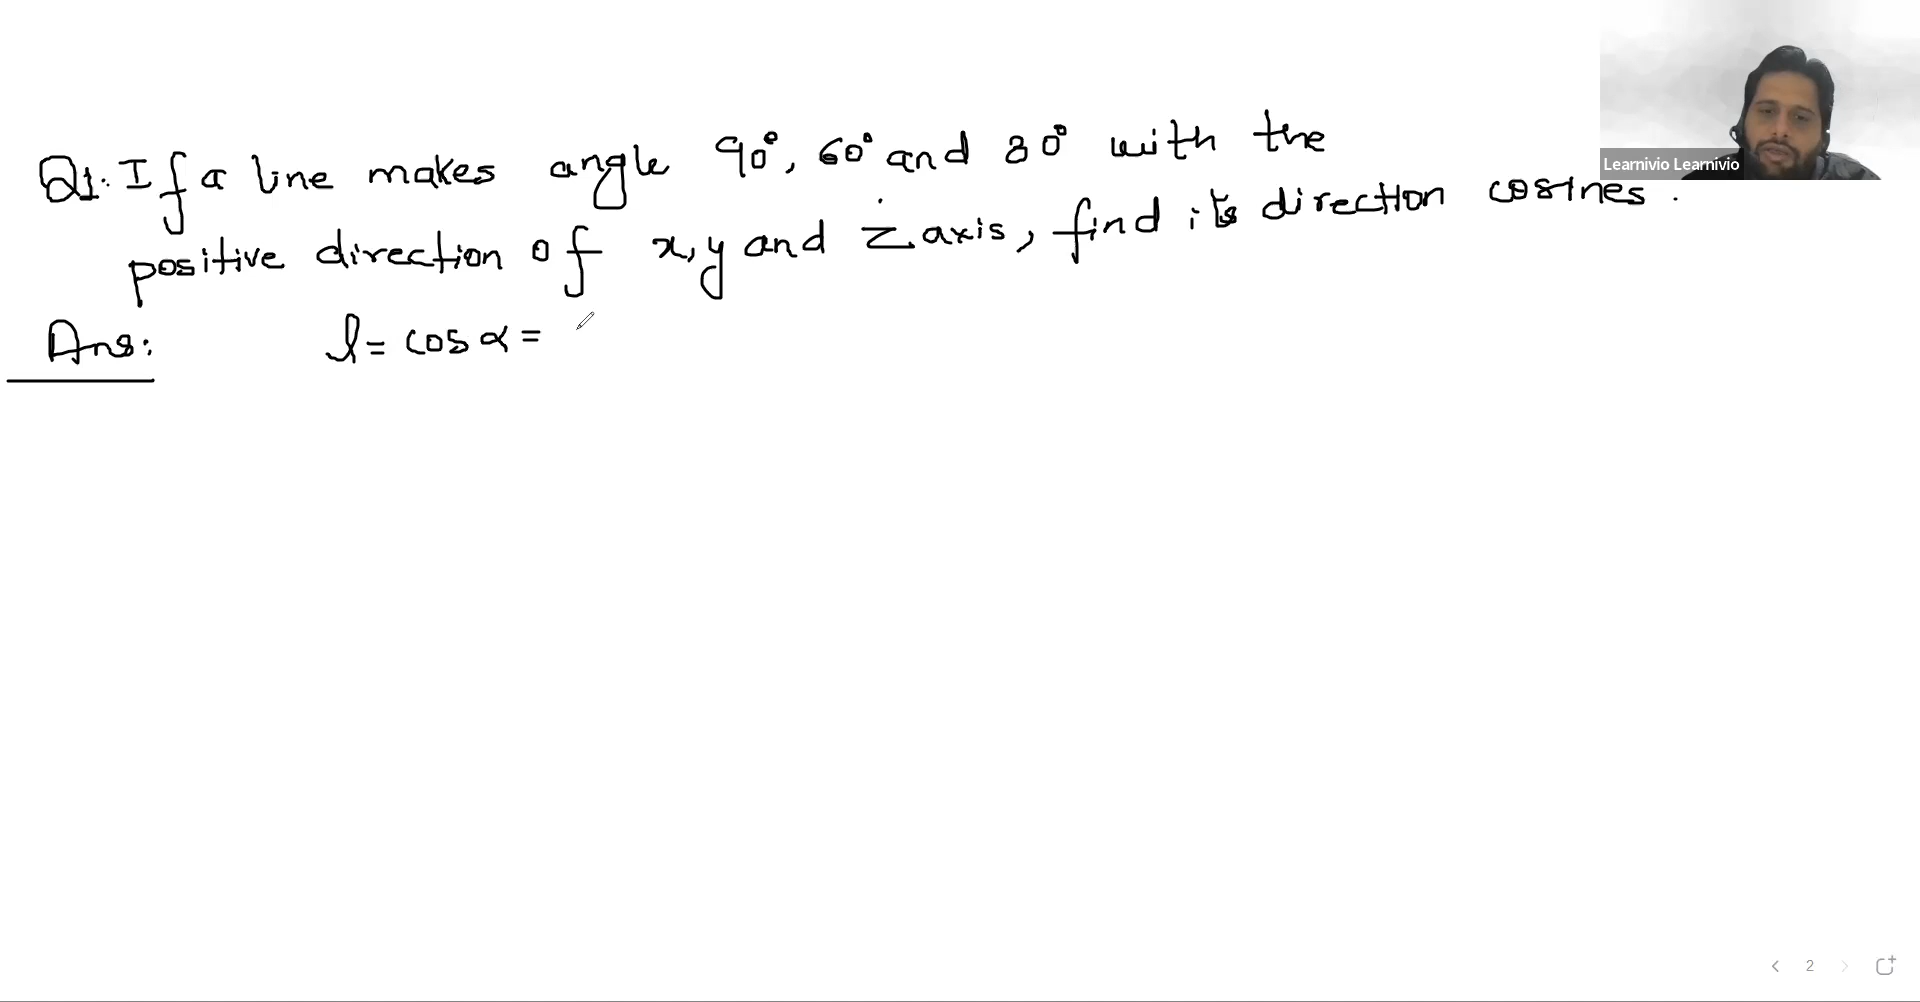 Q1. If a line makes angle 90°, 60° and 30° with the
positive direction of x, y and z axis, find its direction cosines.
Ans: l = cos α =
Learnivio Learnivio
2